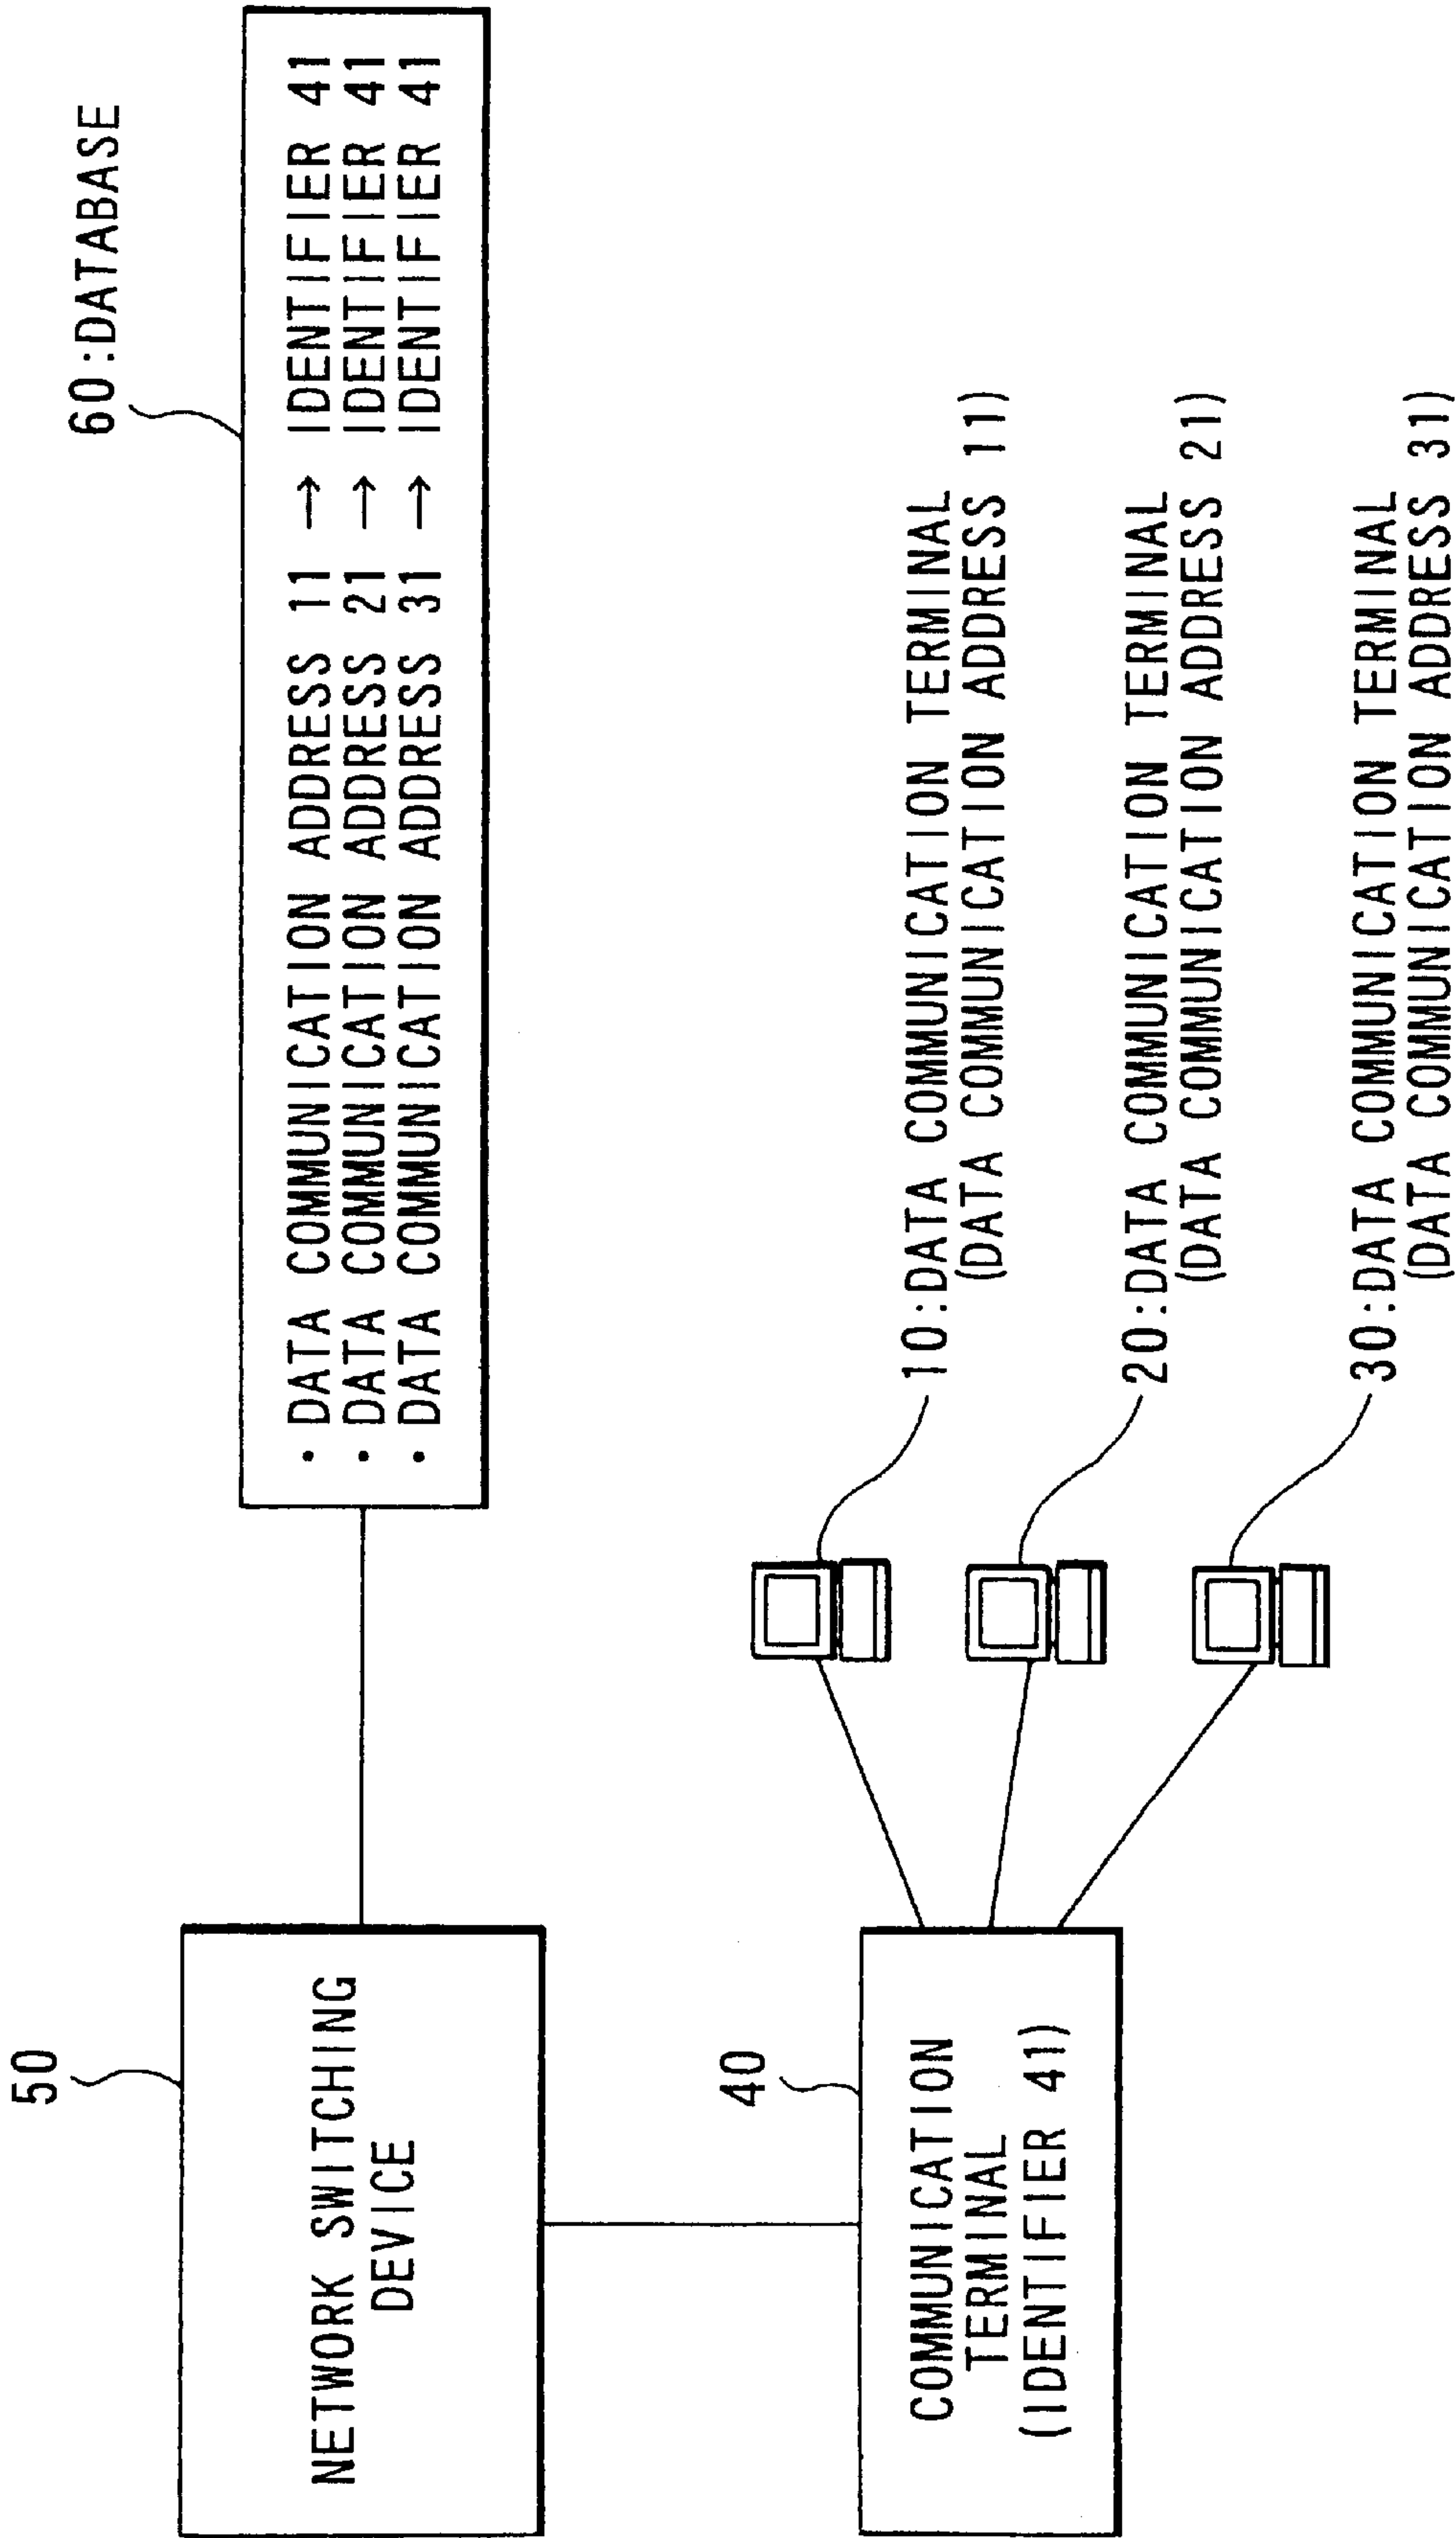 60:DATABASE
· DATA COMMUNICATION ADDRESS 11 → IDENTIFIER 41
· DATA COMMUNICATION ADDRESS 21 → IDENTIFIER 41
· DATA COMMUNICATION ADDRESS 31 → IDENTIFIER 41
50
NETWORK SWITCHING
DEVICE
40
COMMUNICATION
TERMINAL
(IDENTIFIER 41)
10:DATA COMMUNICATION TERMINAL
(DATA COMMUNICATION ADDRESS 11)
20:DATA COMMUNICATION TERMINAL
(DATA COMMUNICATION ADDRESS 21)
30:DATA COMMUNICATION TERMINAL
(DATA COMMUNICATION ADDRESS 31)